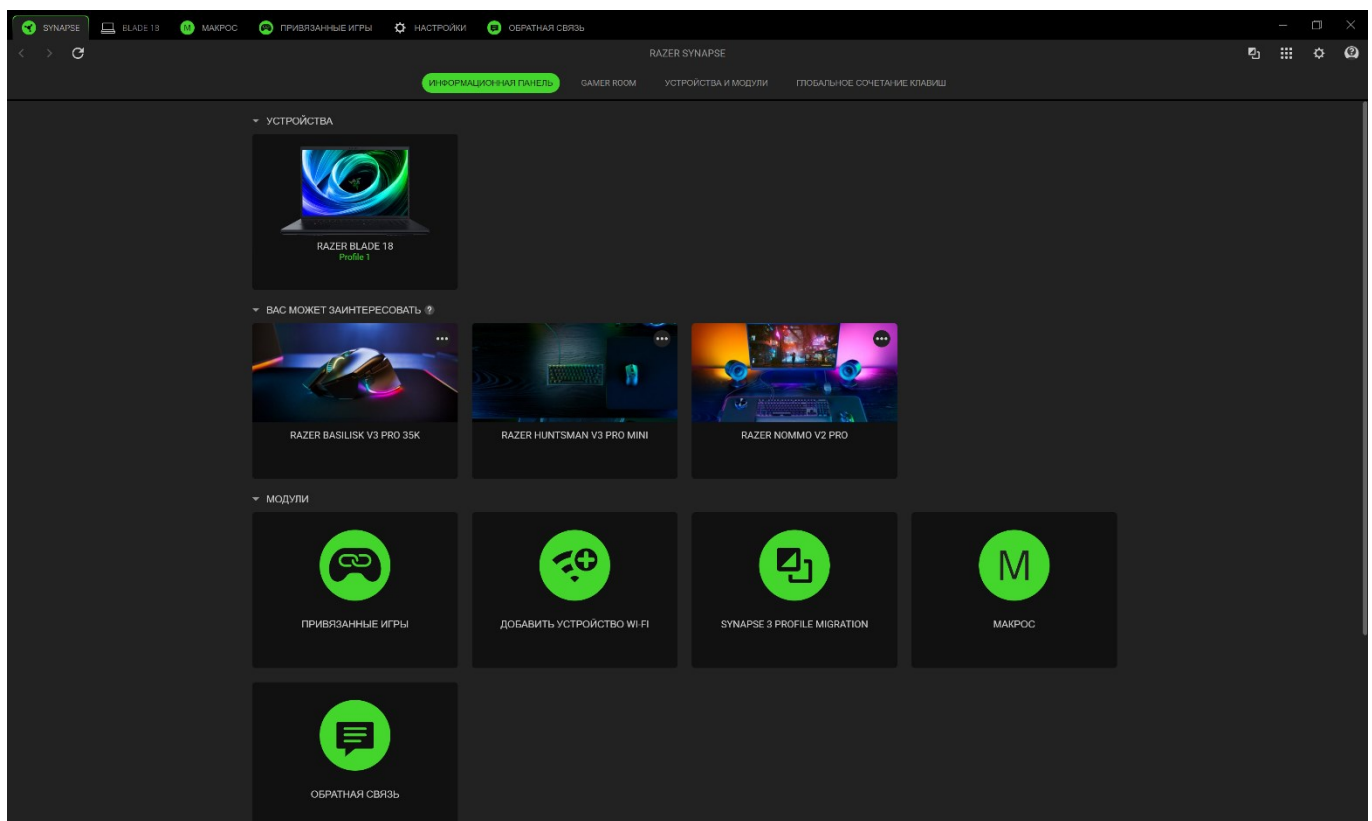 SYNAPSE
BLADE 18
МАКРОС
ПРИВЯЗАННЫЕ ИГРЫ
НАСТРОЙКИ
ОБРАТНАЯ СВЯЗЬ
RAZER SYNAPSE
ИНФОРМАЦИОННАЯ ПАНЕЛЬ
GAMER ROOM
УСТРОЙСТВА И МОДУЛИ
ГЛОБАЛЬНОЕ СОЧЕТАНИЕ КЛАВИШ
УСТРОЙСТВА
RAZER BLADE 18
Profile 1
ВАС МОЖЕТ ЗАИНТЕРЕСОВАТЬ ?
RAZER BASILISK V3 PRO 35K
RAZER HUNTSMAN V3 PRO MINI
RAZER NOMMO V2 PRO
МОДУЛИ
ПРИВЯЗАННЫЕ ИГРЫ
ДОБАВИТЬ УСТРОЙСТВО WI-FI
SYNAPSE 3 PROFILE MIGRATION
M
МАКРОС
ОБРАТНАЯ СВЯЗЬ